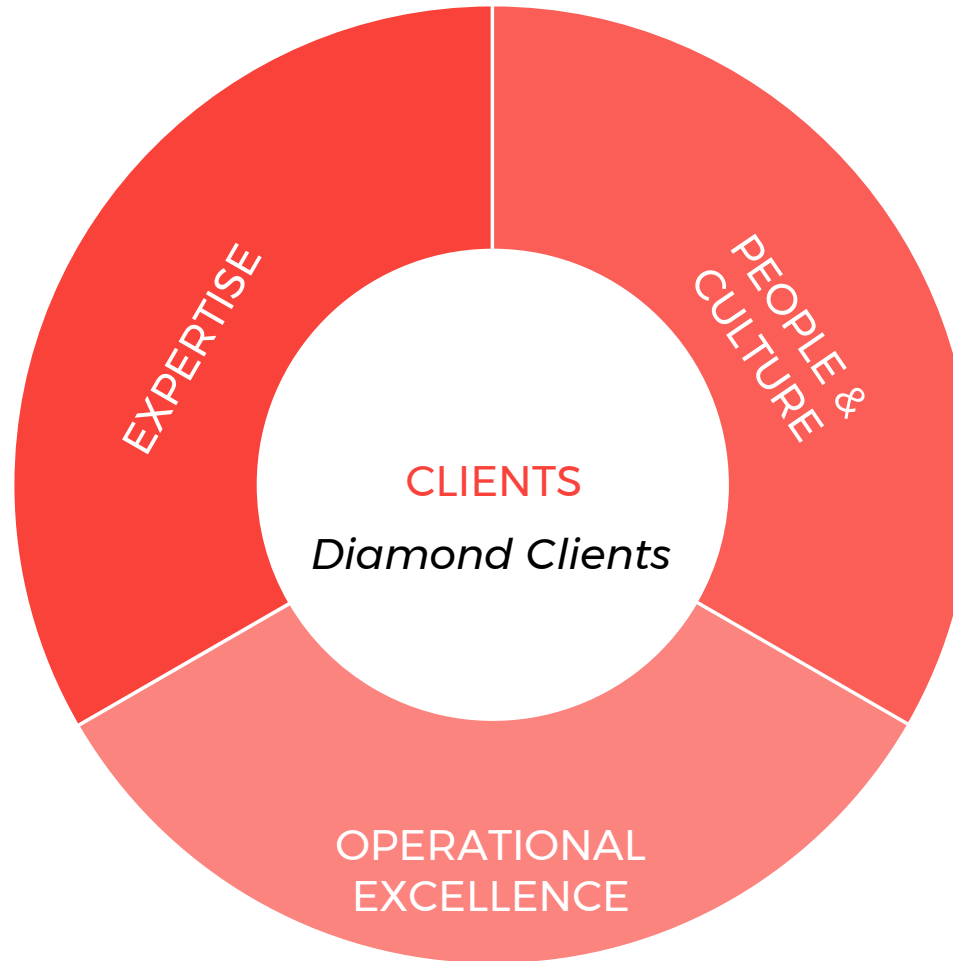 EXPERTISE
PEOPLE &
CULTURE
CLIENTS
Diamond Clients
OPERATIONAL
EXCELLENCE